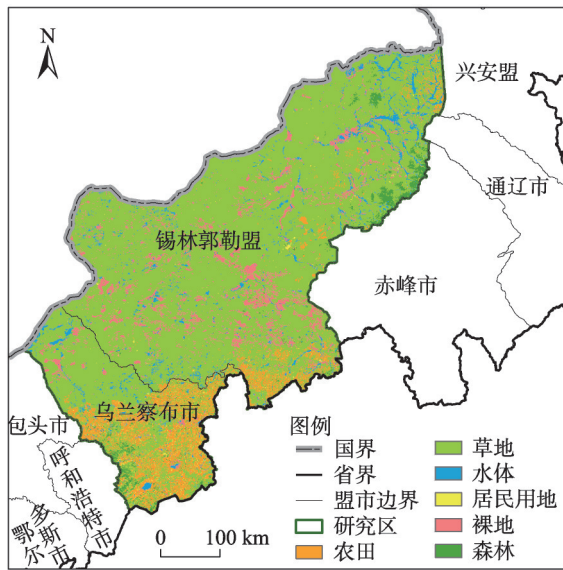 N
兴安盟
通辽市
锡林郭勒盟
赤峰市
乌兰察布市
包头市
呼和浩特市
鄂尔多斯市
图例
国界
省界
盟市边界
研究区
农田
草地
水体
居民用地
裸地
森林
0 100 km